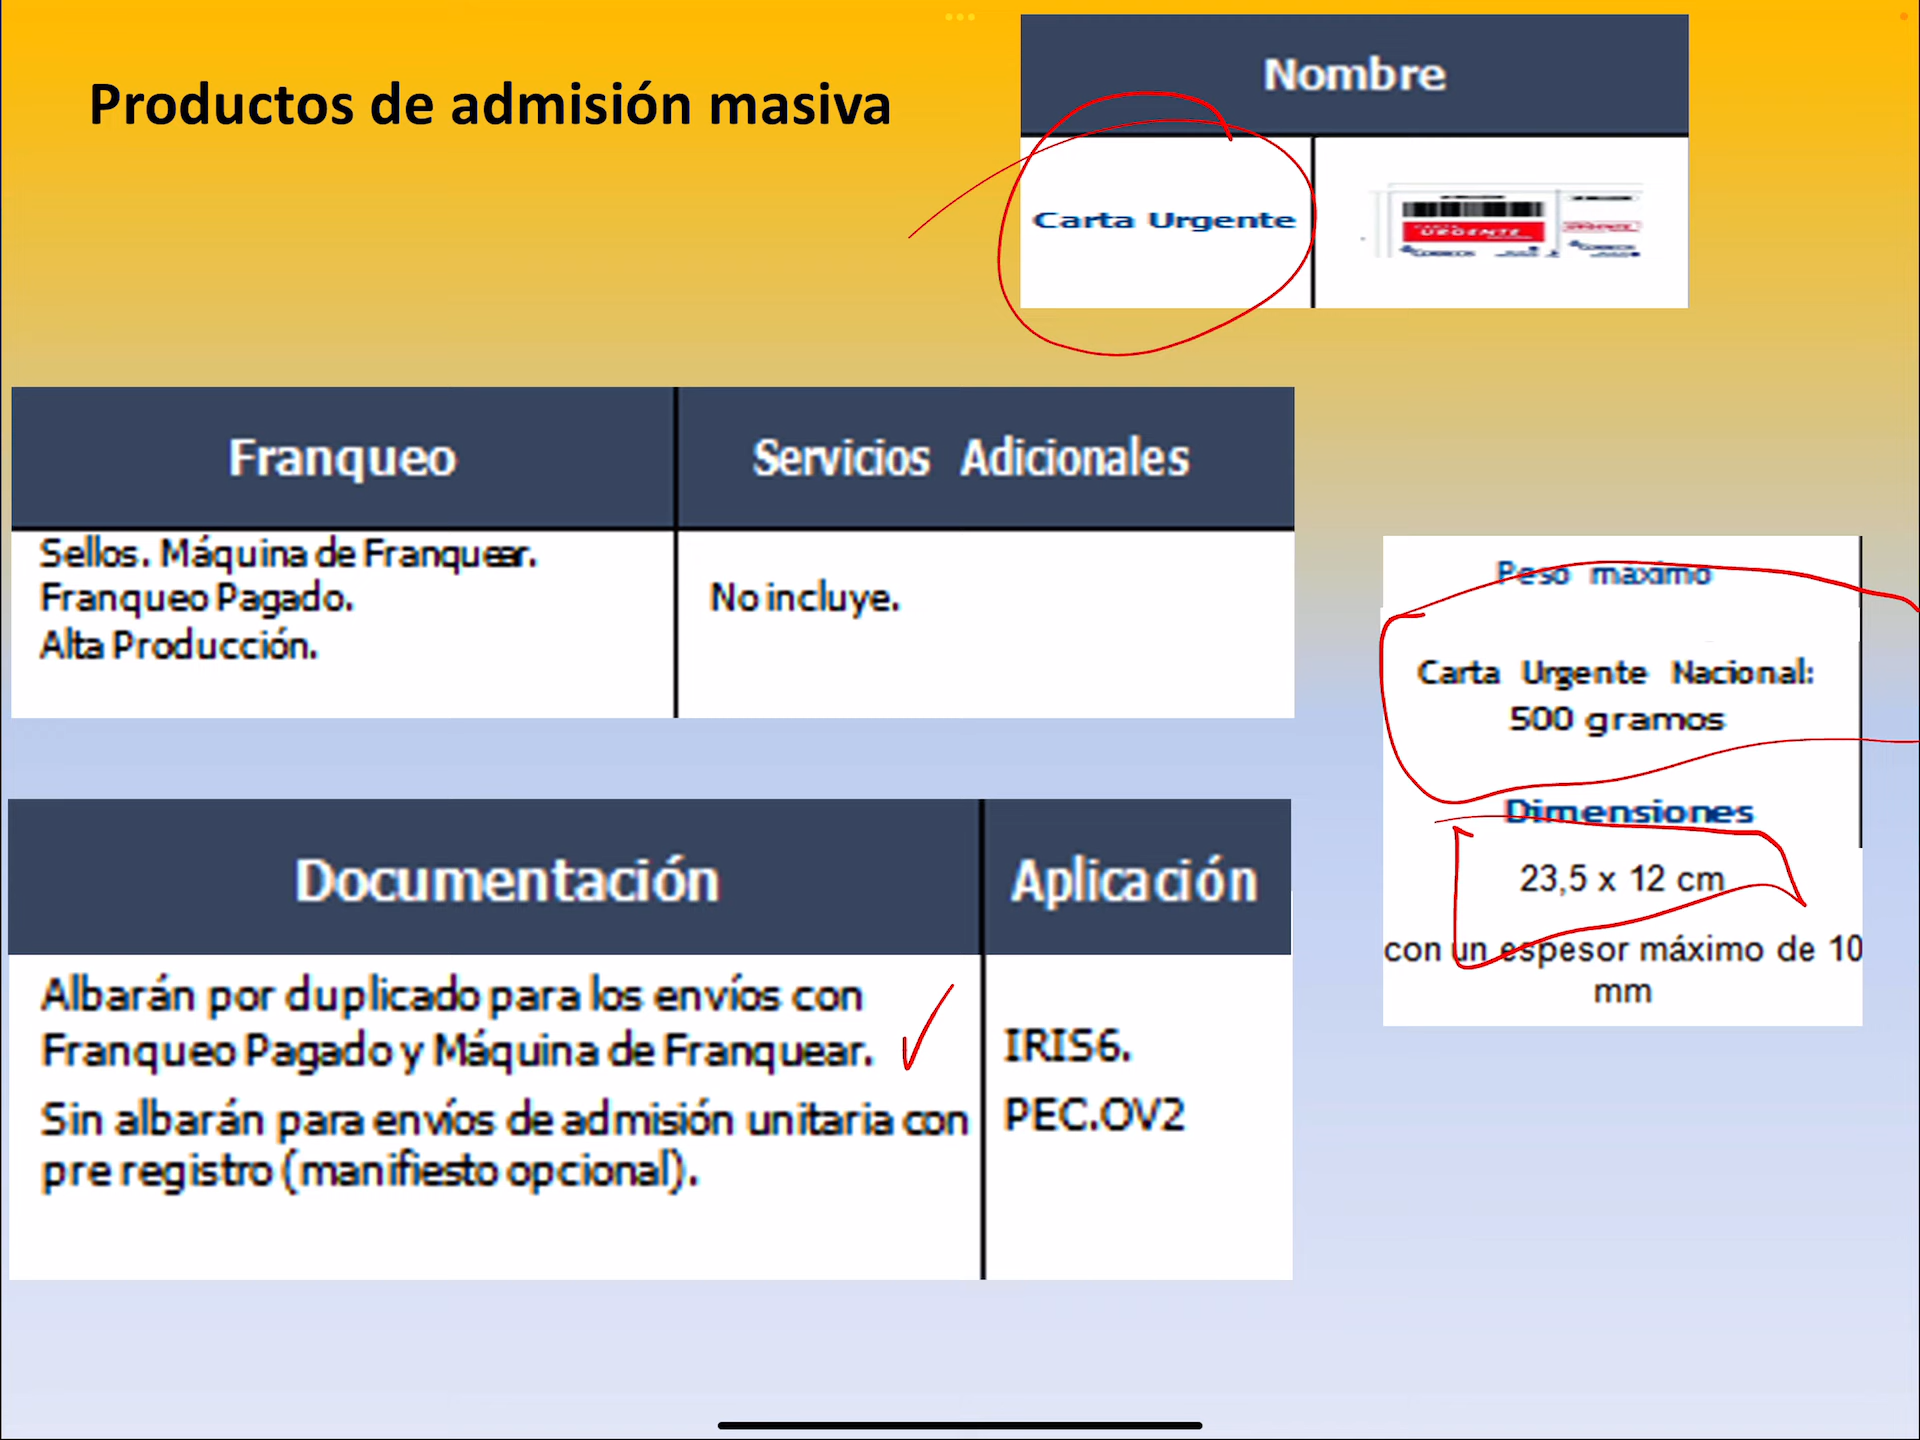 Productos de admisión masiva
Nombre
Carta Urgente
URGENTE
Franqueo
Servicios Adicionales
Sellos. Máquina de Franquear.
Franqueo Pagado.
Alta Producción.
No incluye.
Peso maximo
Carta Urgente Nacional:
500 gramos
Dimensiones
23,5 x 12 cm
con un espesor máximo de 10
mm
Documentación
Aplicación
Albarán por duplicado para los envíos con
Franqueo Pagado y Máquina de Franquear.
Sin albarán para envíos de admisión unitaria con
pre registro (manifiesto opcional).
IRIS6.
PEC.OV2